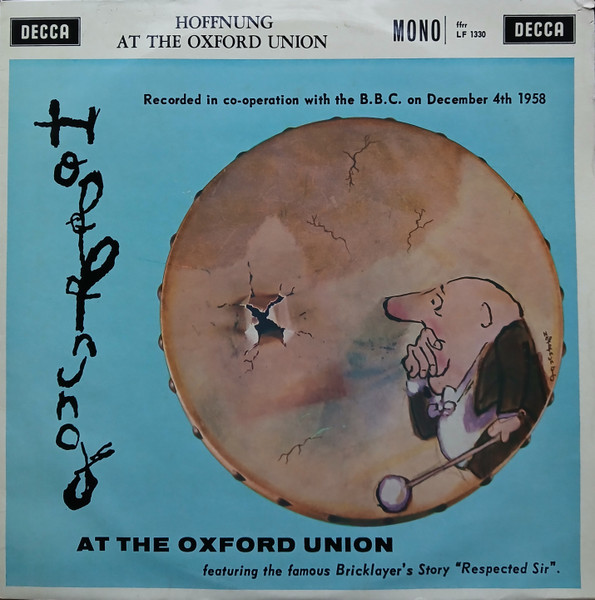 DECCA
HOFFNUNG
AT THE OXFORD UNION
MONO
ffrr
LF 1330
DECCA
Recorded in co-operation with the B.B.C. on December 4th 1958
Hoffnung
AT THE OXFORD UNION
featuring the famous Bricklayer's Story "Respected Sir".